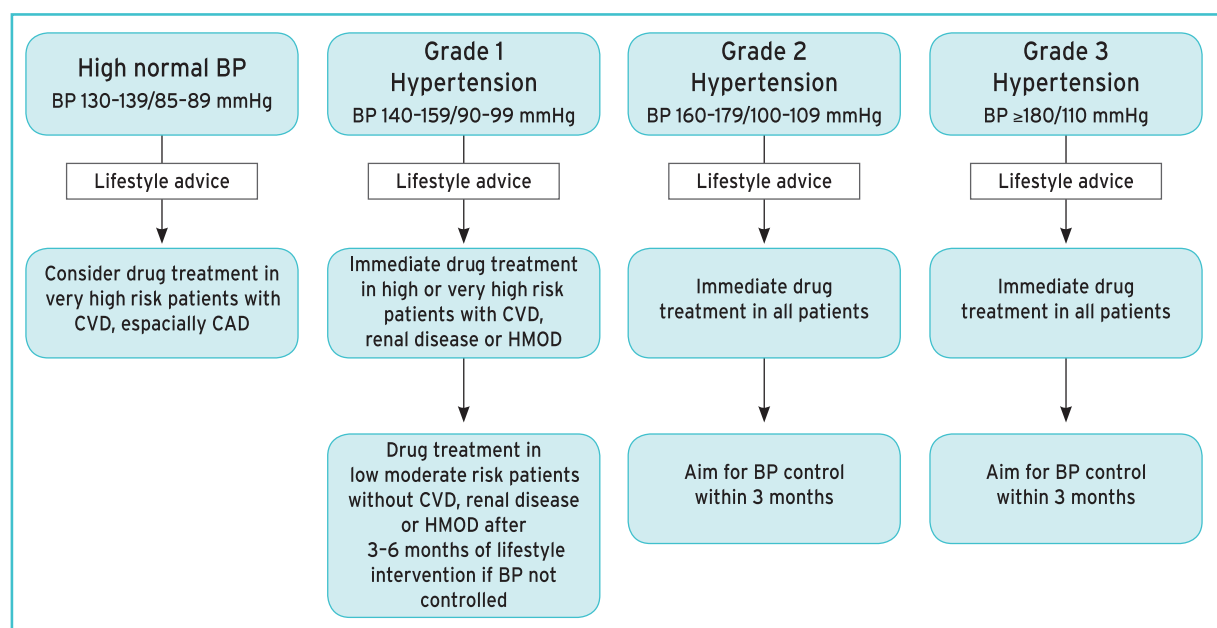 High normal BP
BP 130–139/85–89 mmHg
Lifestyle advice
Consider drug treatment in
very high risk patients with
CVD, espacially CAD
Grade 1
Hypertension
BP 140–159/90–99 mmHg
Lifestyle advice
Immediate drug treatment
in high or very high risk
patients with CVD,
renal disease or HMOD
Drug treatment in
low moderate risk patients
without CVD, renal disease
or HMOD after
3–6 months of lifestyle
intervention if BP not
controlled
Grade 2
Hypertension
BP 160–179/100–109 mmHg
Lifestyle advice
Immediate drug
treatment in all patients
Aim for BP control
within 3 months
Grade 3
Hypertension
BP ≥180/110 mmHg
Lifestyle advice
Immediate drug
treatment in all patients
Aim for BP control
within 3 months